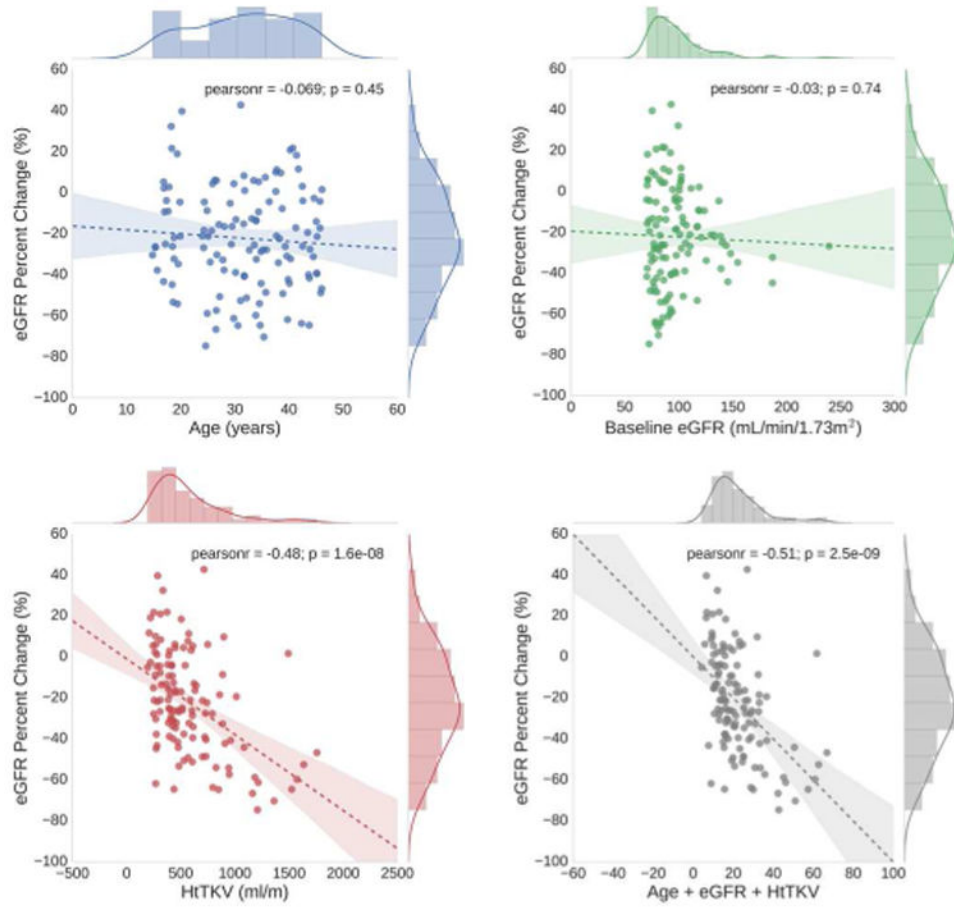 pearsonr = -0.069; p = 0.45
eGFR Percent Change (%)
60
40
20
0
−20
−40
−60
−80
−100
0 10 20 30 40 50 60
Age (years)
pearsonr = -0.03; p = 0.74
eGFR Percent Change (%)
60
40
20
0
−20
−40
−60
−80
−100
0 50 100 150 200 250 300
Baseline eGFR (mL/min/1.73m²)
pearsonr = -0.48; p = 1.6e-08
eGFR Percent Change (%)
60
40
20
0
−20
−40
−60
−80
−100
−500 0 500 1000 1500 2000 2500
HtTKV (ml/m)
pearsonr = -0.51; p = 2.5e-09
eGFR Percent Change (%)
60
40
20
0
−20
−40
−60
−80
−100
−60 −40 −20 0 20 40 60 80 100
Age + eGFR + HtTKV